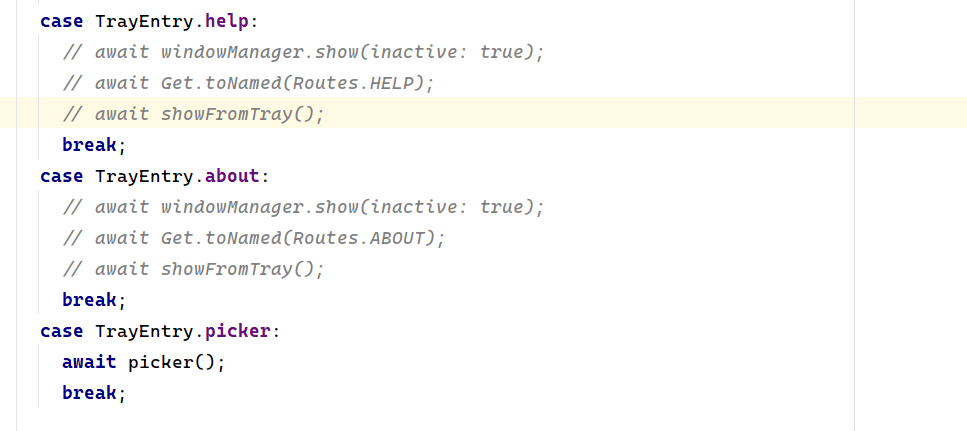 case TrayEntry.help:
// await windowManager.show(inactive: true);
// await Get.toNamed(Routes.HELP);
// await showFromTray();
break;
case TrayEntry.about:
// await windowManager.show(inactive: true);
// await Get.toNamed(Routes.ABOUT);
// await showFromTray();
break;
case TrayEntry.picker:
await picker();
break;